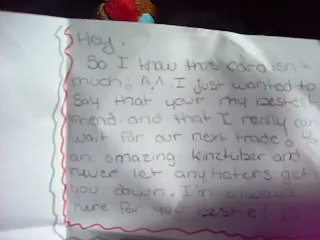 Hey,
So I know this card isn't
much! ^.^ I just wanted to
say that your my bestest
friend and that I really can
wait for our next trade
an amazing kinztuber and
never let any haters get
you down. I'm always
here for you